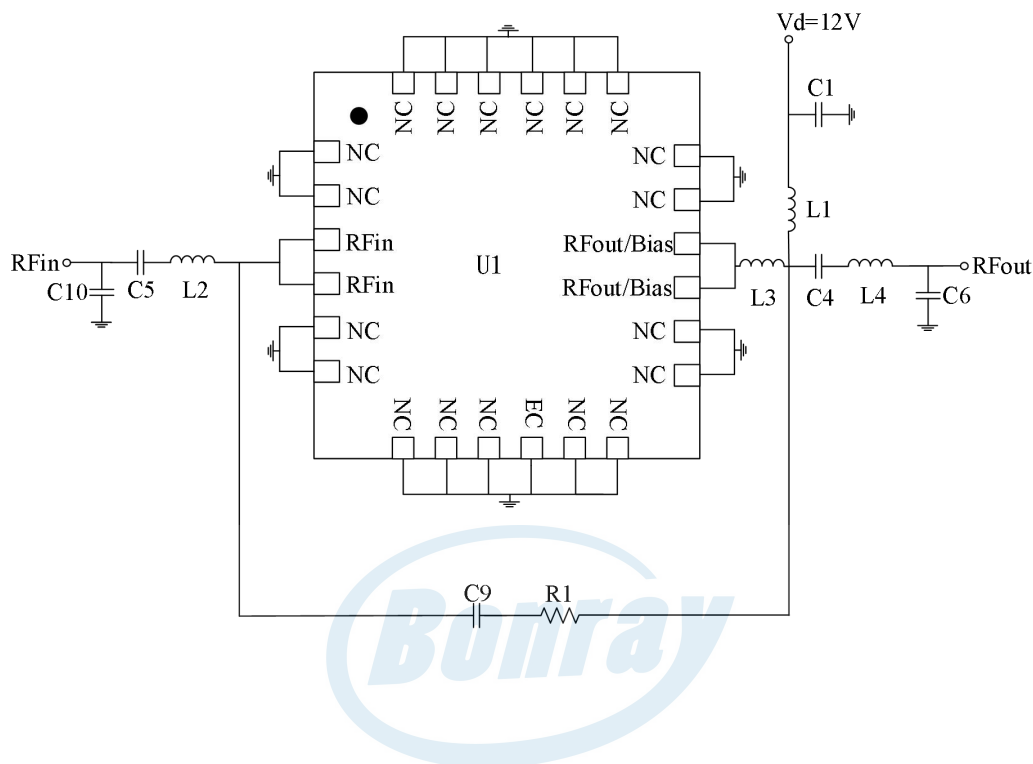 Vd=12V
C1
NC NC NC NC NC NC
NC
NC
NC
NC
L1
RFin
RFin
RFout/Bias
RFout/Bias
U1
RFin
C10
C5
L2
L3
C4
L4
C6
RFout
NC
NC
NC
NC
NC NC NC EC NC NC
C9
R1
Bonray